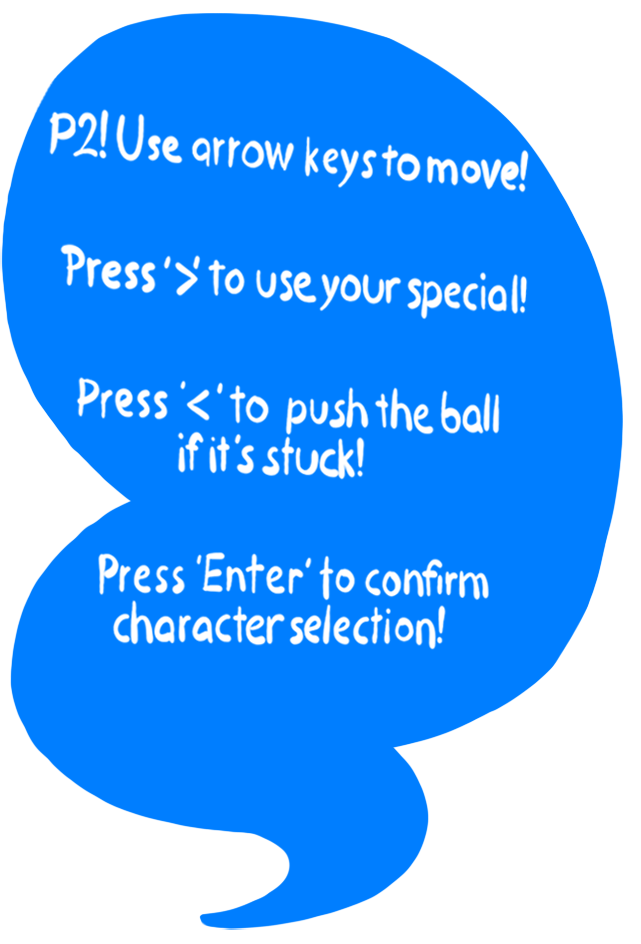 P2! Use arrow keys to move!
Press '>' to use your special!
Press '<' to push the ball
if it's stuck!
Press 'Enter' to confirm
character selection!